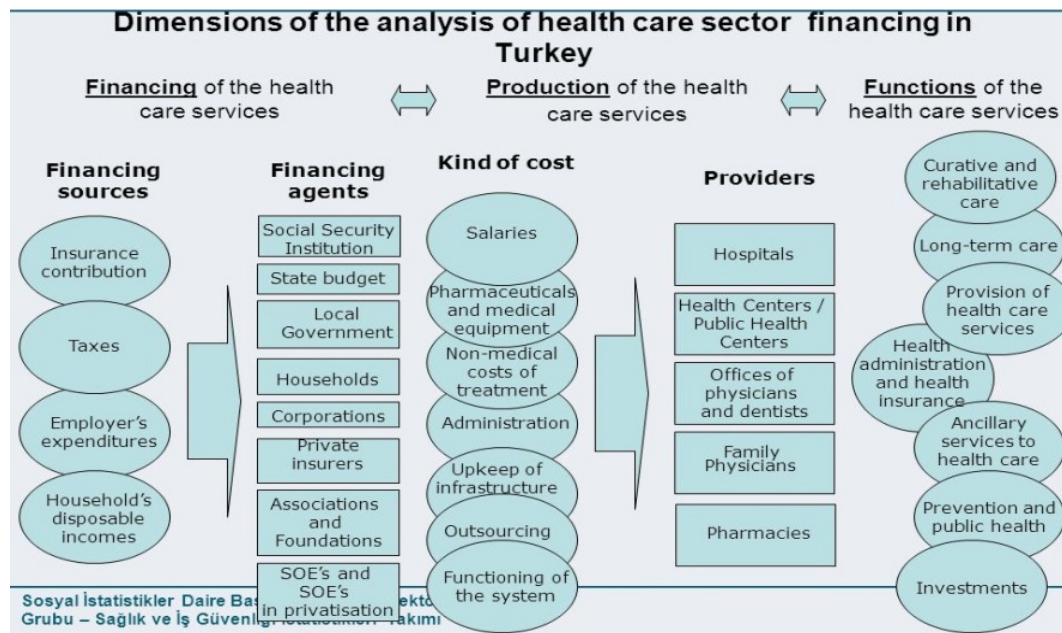 Dimensions of the analysis of health care sector financing in
Turkey
Financing of the health
care services
Production of the health
care services
Functions of the
health care services
Financing
sources
Insurance
contribution
Taxes
Employer's
expenditures
Household's
disposable
incomes
Financing
agents
Social Security
Institution
State budget
Local
Government
Households
Corporations
Private
insurers
Associations
and
Foundations
SOE's and
SOE's
in privatisation
Kind of cost
Salaries
Pharmaceuticals
and medical
equipment
Non-medical
costs of
treatment
Administration
Upkeep of
infrastructure
Outsourcing
Functioning of
the system
Providers
Hospitals
Health Centers /
Public Health
Centers
Offices of
physicians
and dentists
Family
Physicians
Pharmacies
Curative and
rehabilitative
care
Long-term care
Provision of
health care
services
Health
administration
and health
insurance
Ancillary
services to
health care
Prevention and
public health
Investments
Sosyal İstatistikler Daire
Grubu – Sağlık ve İş Güvenliği İstatistikleri Takımı